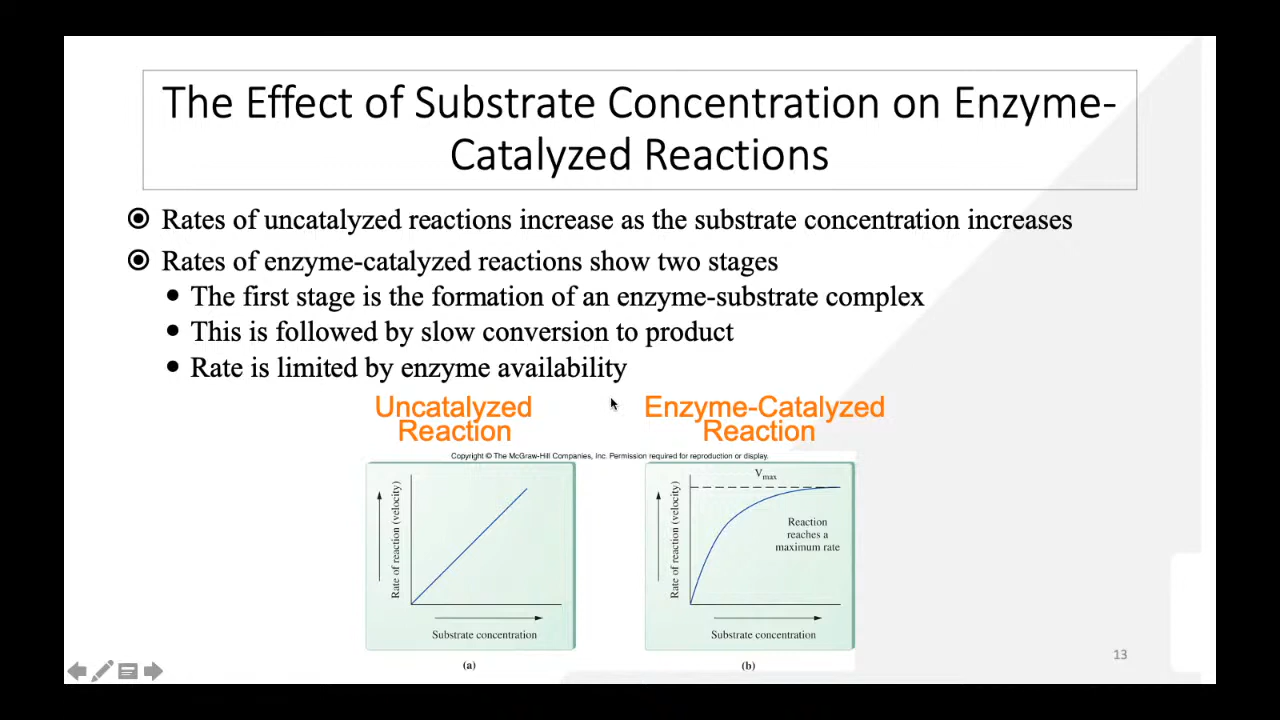 The Effect of Substrate Concentration on Enzyme-
Catalyzed Reactions
Rates of uncatalyzed reactions increase as the substrate concentration increases
Rates of enzyme-catalyzed reactions show two stages
The first stage is the formation of an enzyme-substrate complex
This is followed by slow conversion to product
Rate is limited by enzyme availability
Uncatalyzed
Reaction
Enzyme-Catalyzed
Reaction
Copyright © The McGraw-Hill Companies, Inc. Permission required for reproduction or display.
Rate of reaction (velocity)
Substrate concentration
(a)
Vmax
Rate of reaction (velocity)
Reaction
reaches a
maximum rate
Substrate concentration
(b)
13